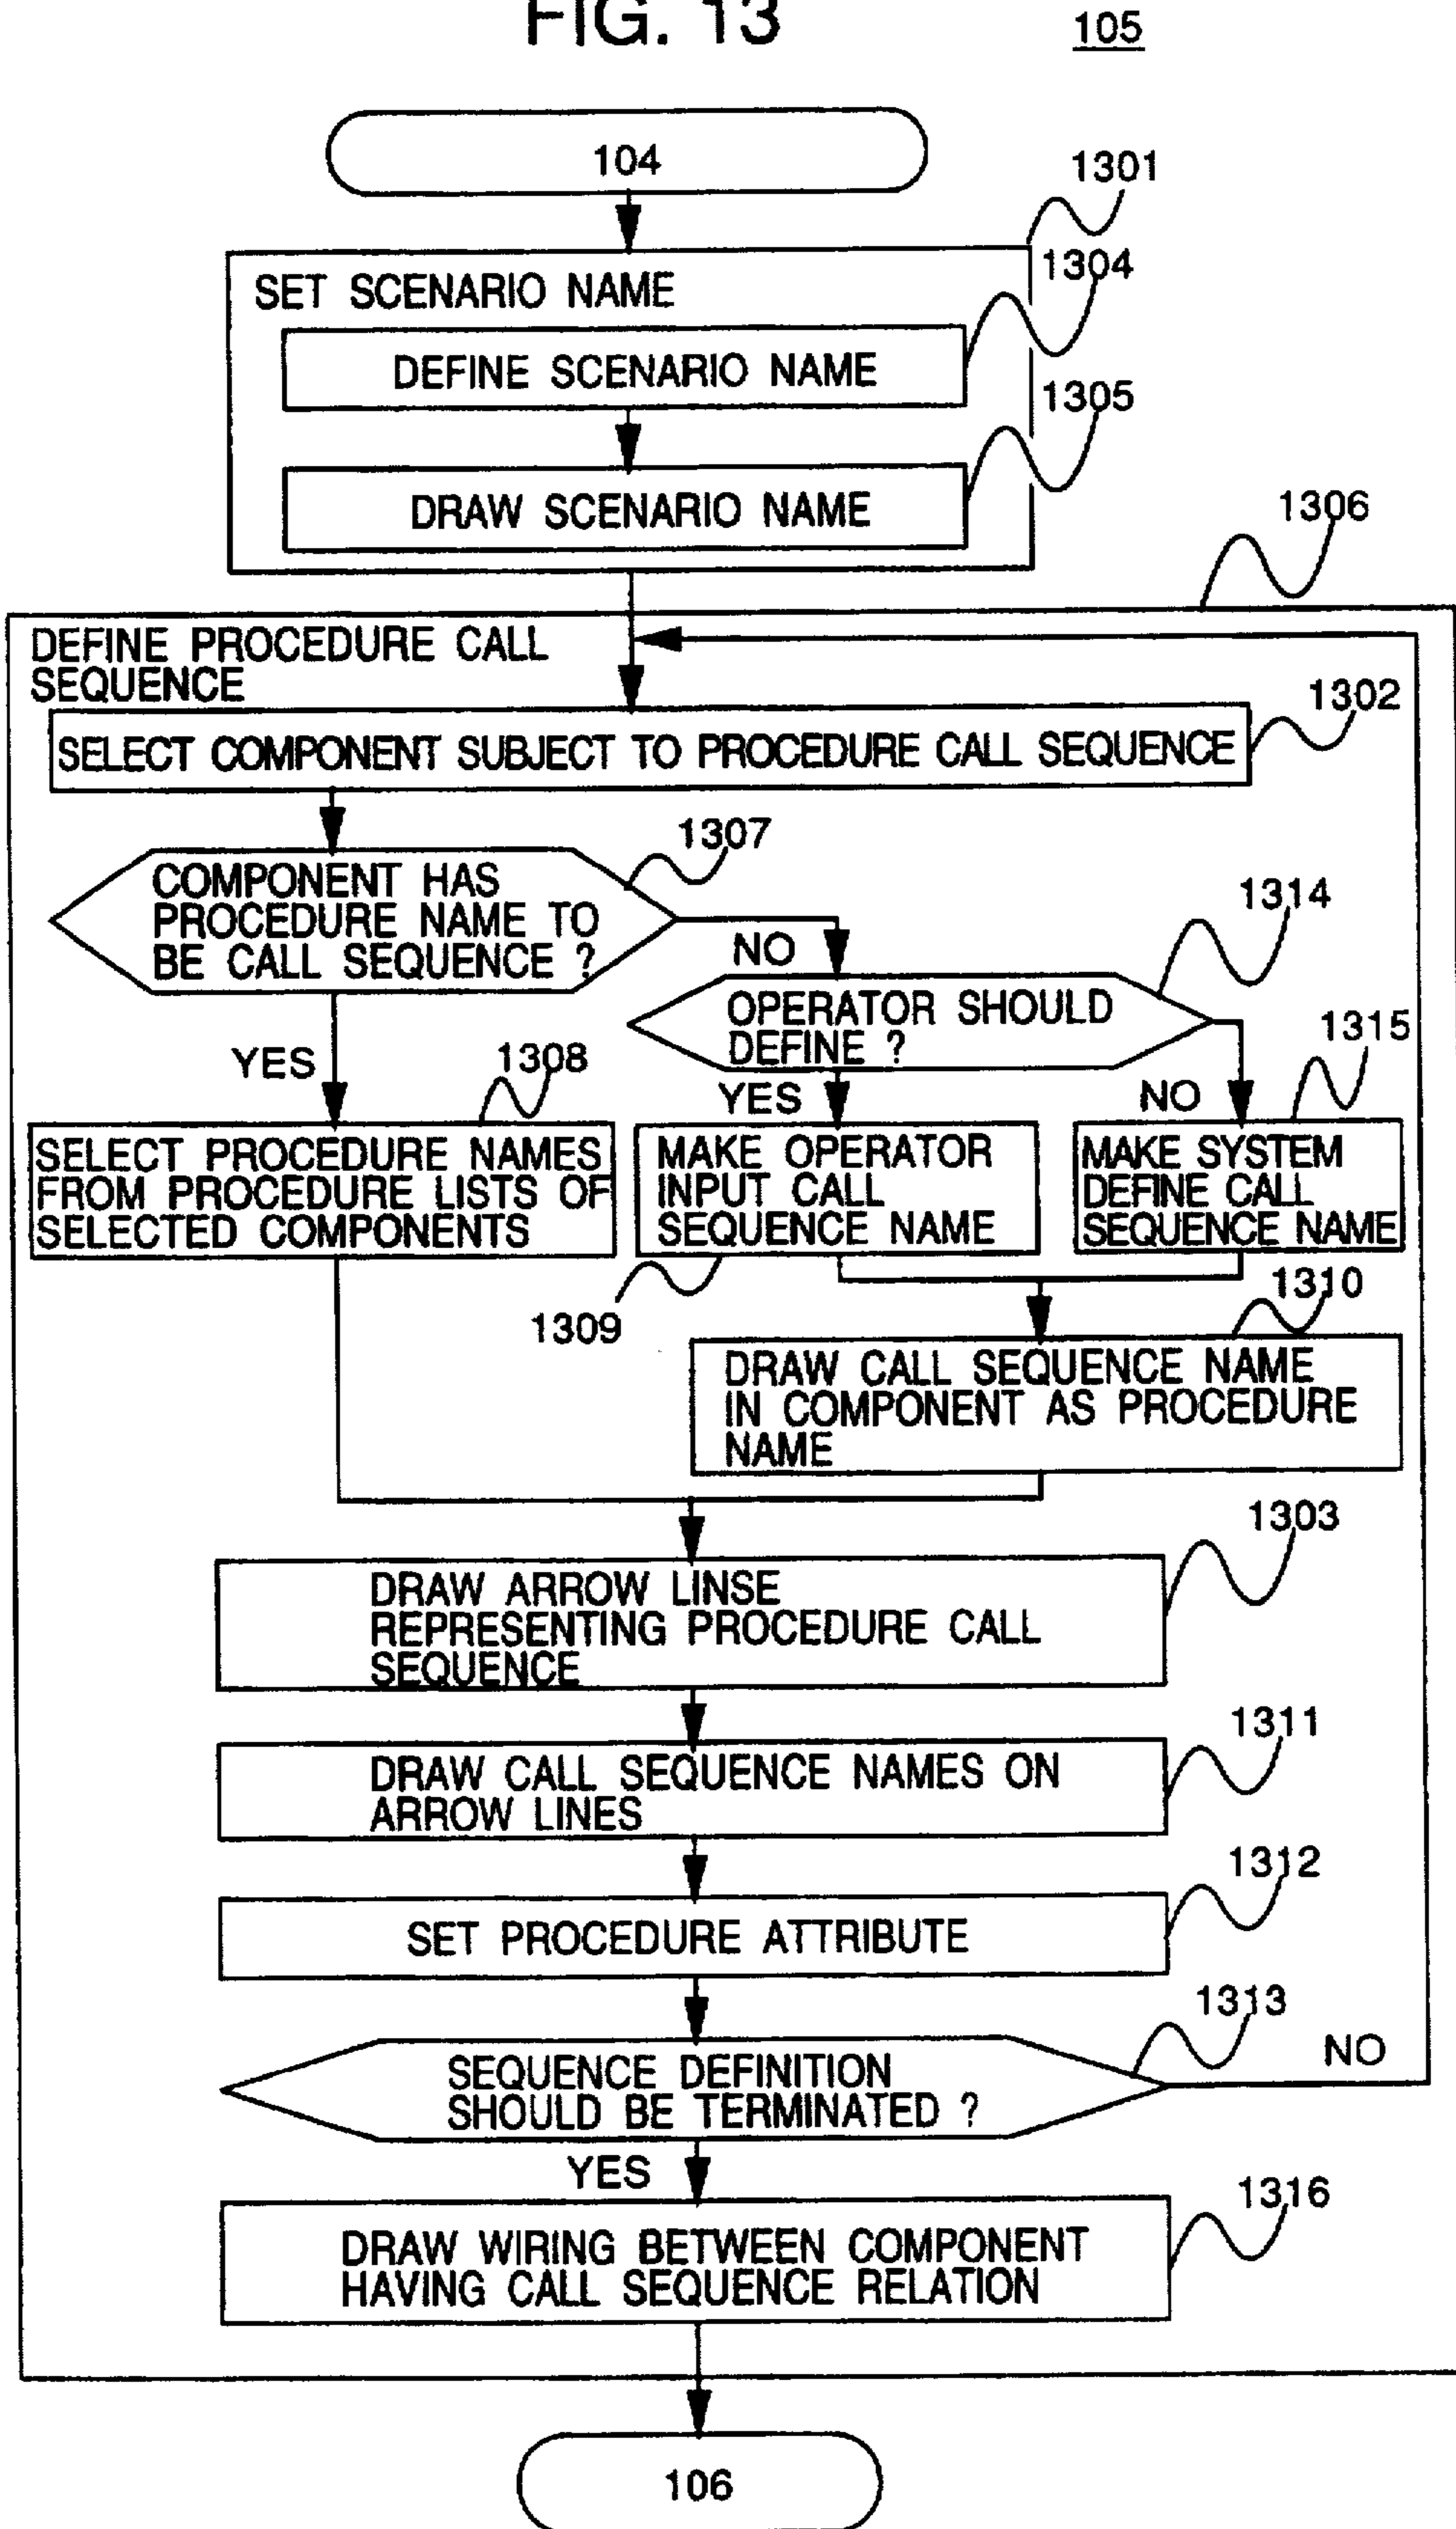 FIG. 13
105
104
1301
SET SCENARIO NAME
1304
DEFINE SCENARIO NAME
1305
DRAW SCENARIO NAME
1306
DEFINE PROCEDURE CALL
SEQUENCE
1302
SELECT COMPONENT SUBJECT TO PROCEDURE CALL SEQUENCE
1307
COMPONENT HAS
PROCEDURE NAME TO
BE CALL SEQUENCE ?
NO
1314
OPERATOR SHOULD
DEFINE ?
YES
1308
YES
NO
1315
SELECT PROCEDURE NAMES
FROM PROCEDURE LISTS OF
SELECTED COMPONENTS
MAKE OPERATOR
INPUT CALL
SEQUENCE NAME
MAKE SYSTEM
DEFINE CALL
SEQUENCE NAME
1309
1310
DRAW CALL SEQUENCE NAME
IN COMPONENT AS PROCEDURE
NAME
1303
DRAW ARROW LINSE
REPRESENTING PROCEDURE CALL
SEQUENCE
1311
DRAW CALL SEQUENCE NAMES ON
ARROW LINES
1312
SET PROCEDURE ATTRIBUTE
1313
NO
SEQUENCE DEFINITION
SHOULD BE TERMINATED ?
YES
1316
DRAW WIRING BETWEEN COMPONENT
HAVING CALL SEQUENCE RELATION
106